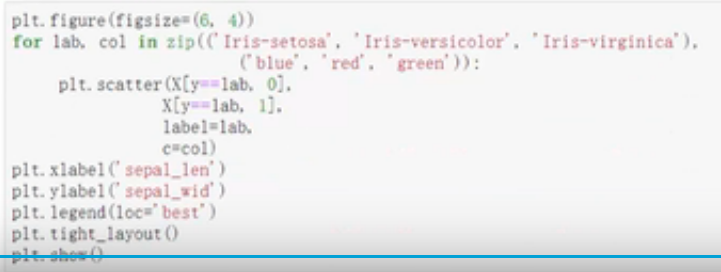 plt.figure(figsize=(6, 4))
for lab, col in zip(('Iris-setosa', 'Iris-versicolor', 'Iris-virginica'),
                    ('blue', 'red', 'green')):
    plt.scatter(X[y==lab, 0],
                X[y==lab, 1],
                label=lab,
                c=col)
plt.xlabel('sepal_len')
plt.ylabel('sepal_wid')
plt.legend(loc='best')
plt.tight_layout()
plt.show()